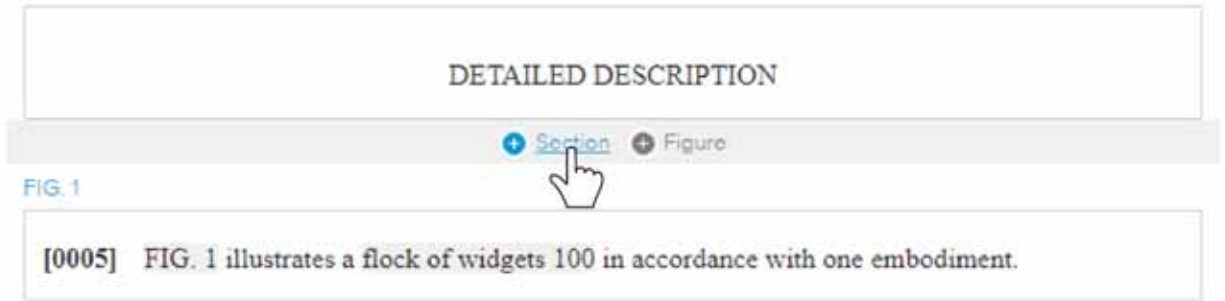 DETAILED DESCRIPTION
Section Figure
FIG. 1
[0005] FIG. 1 illustrates a flock of widgets 100 in accordance with one embodiment.